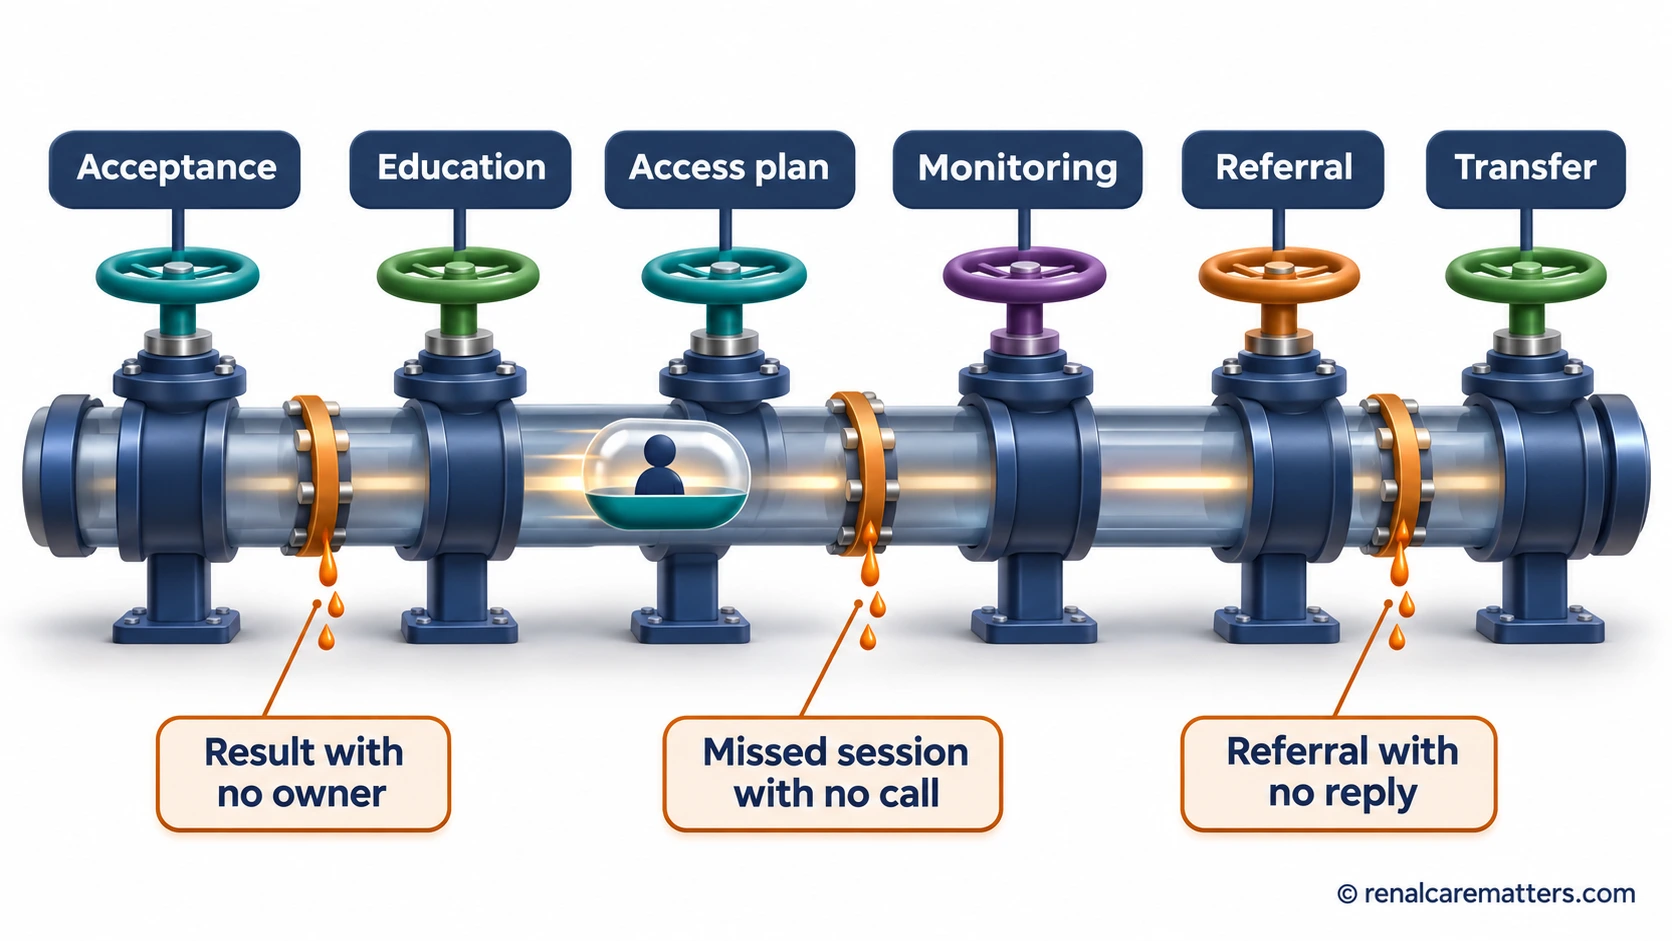 Acceptance
Education
Access plan
Monitoring
Referral
Transfer
Result with
no owner
Missed session
with no call
Referral with
no reply
© renalcarematters.com